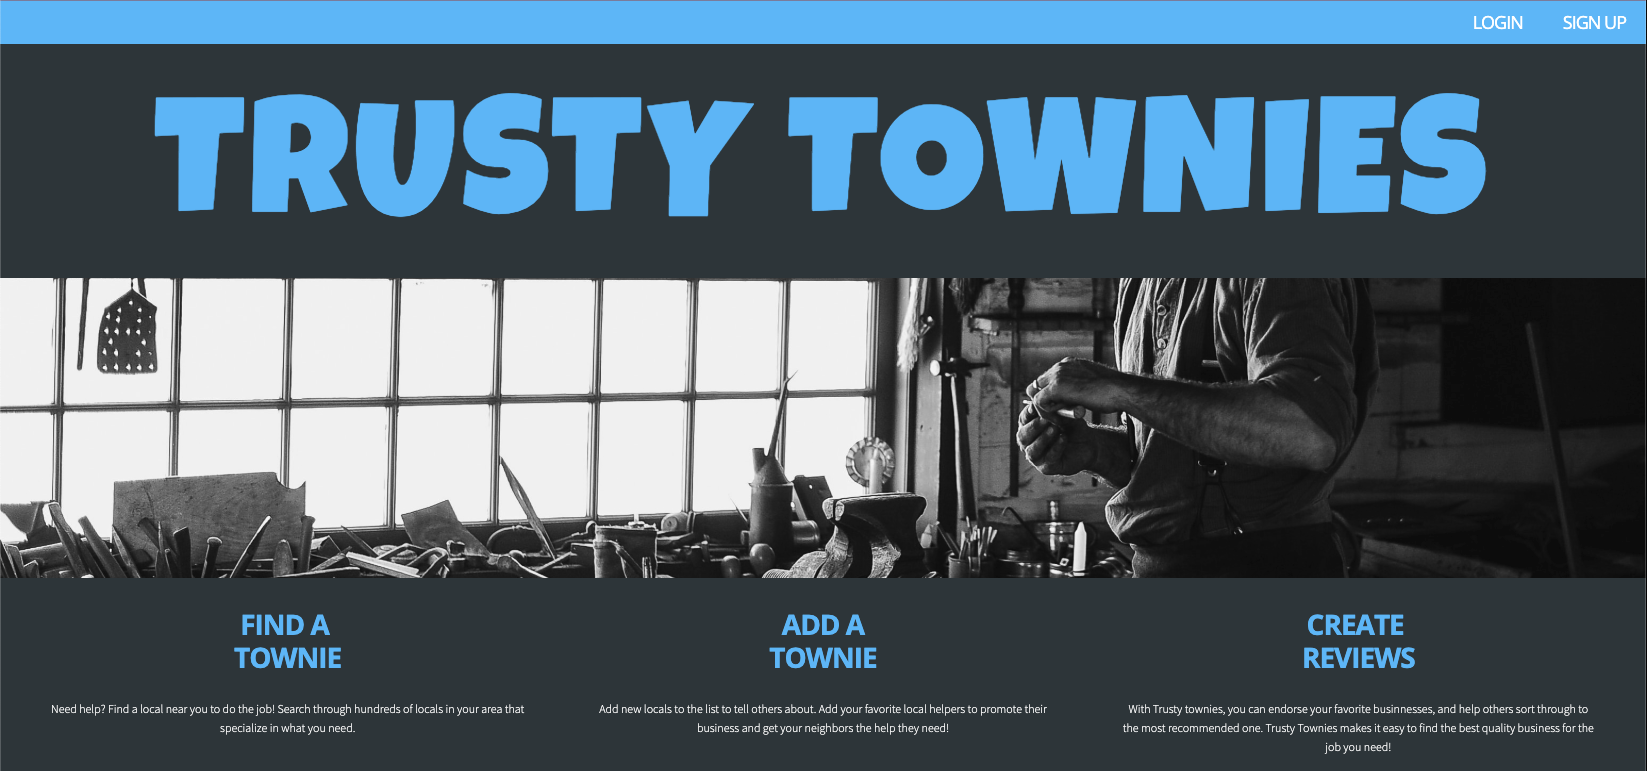 LOGIN SIGN UP
TRUSTY TOWNIES
FIND A
TOWNIE
Need help? Find a local near you to do the job! Search through hundreds of locals in your area that
specialize in what you need.
ADD A
TOWNIE
Add new locals to the list to tell others about. Add your favorite local helpers to promote their
business and get your neighbors the help they need!
CREATE
REVIEWS
With Trusty townies, you can endorse your favorite businnesses, and help others sort through to
the most recommended one. Trusty Townies makes it easy to find the best quality business for the
job you need!